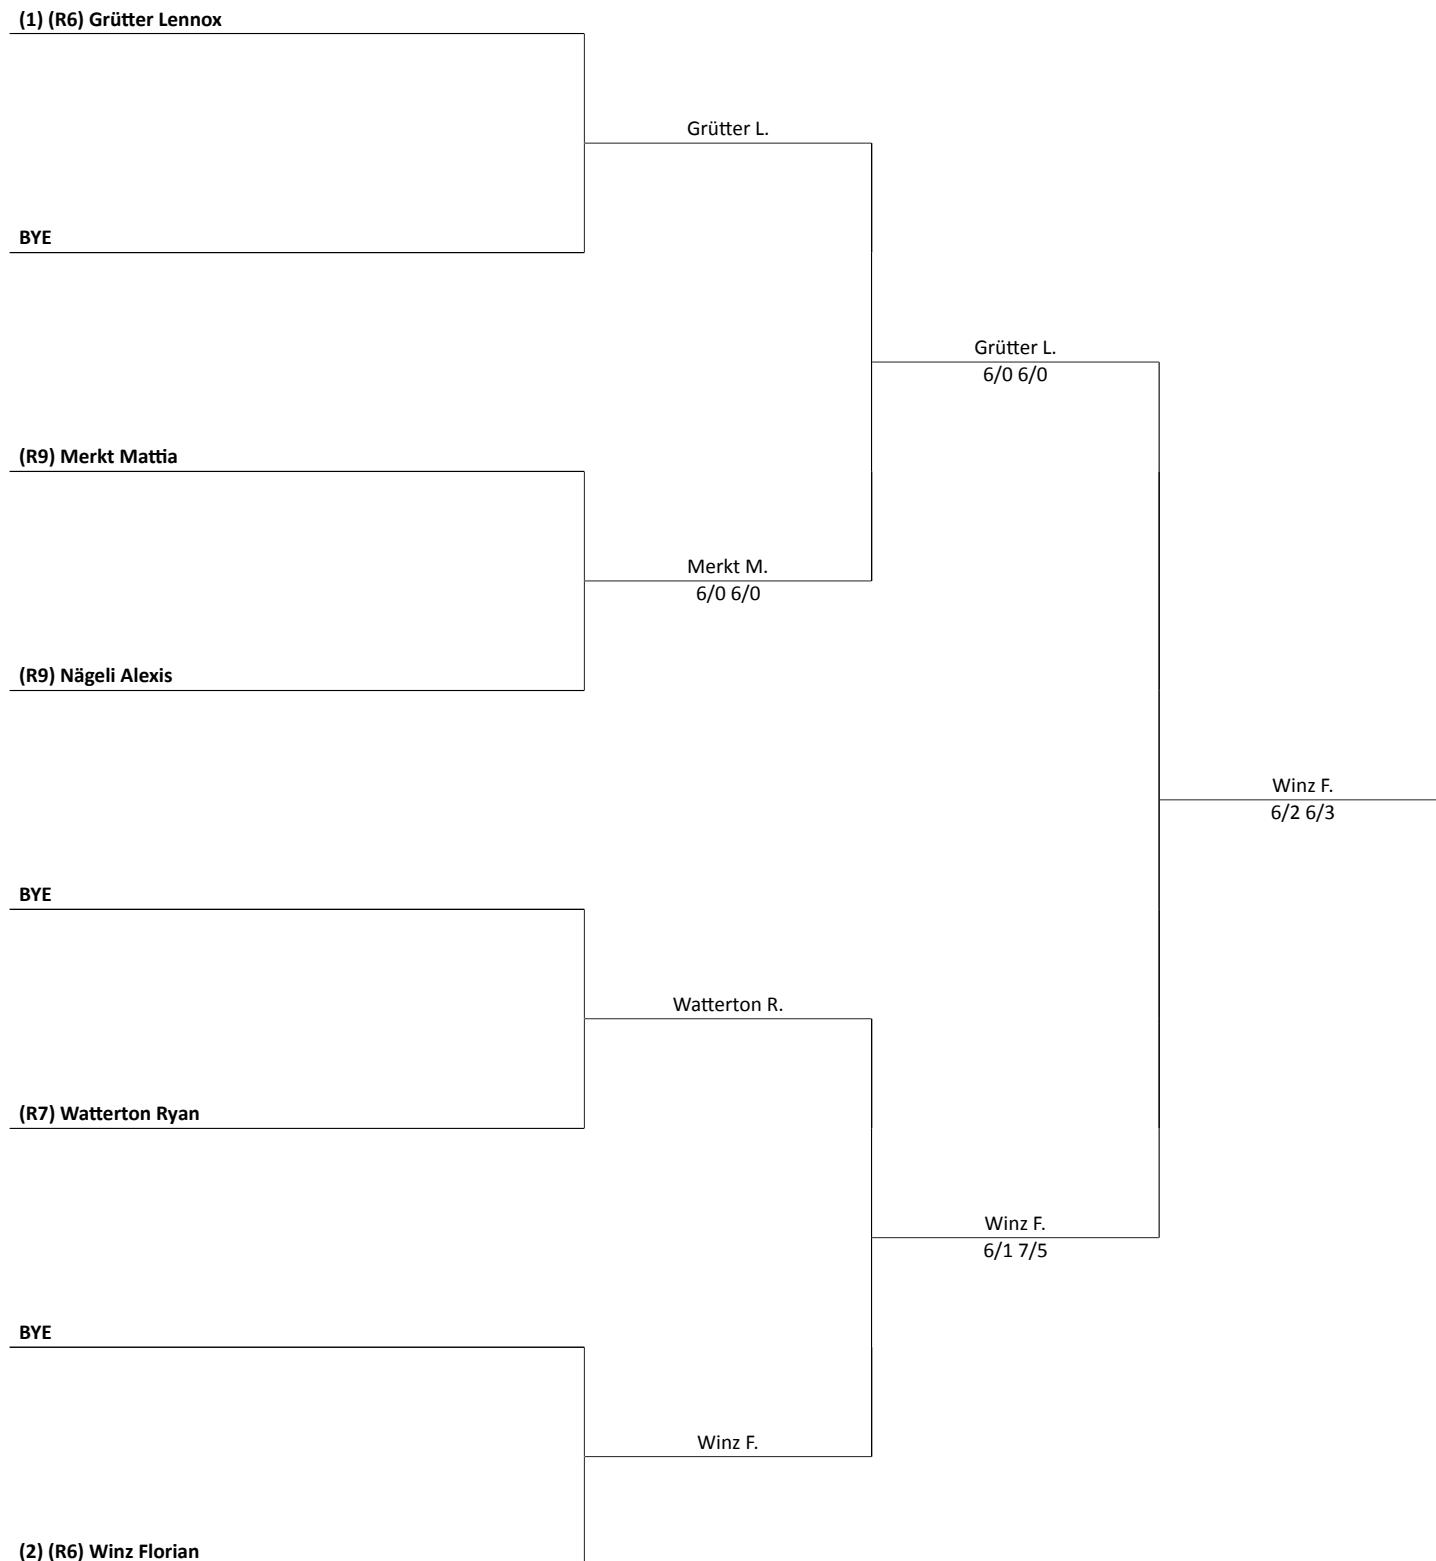 (1) (R6) Grütter Lennox
Grütter L.
BYE
Grütter L.
6/0 6/0
(R9) Merkt Mattia
Merkt M.
6/0 6/0
(R9) Nägeli Alexis
Winz F.
6/2 6/3
BYE
Watterton R.
(R7) Watterton Ryan
Winz F.
6/1 7/5
BYE
Winz F.
(2) (R6) Winz Florian